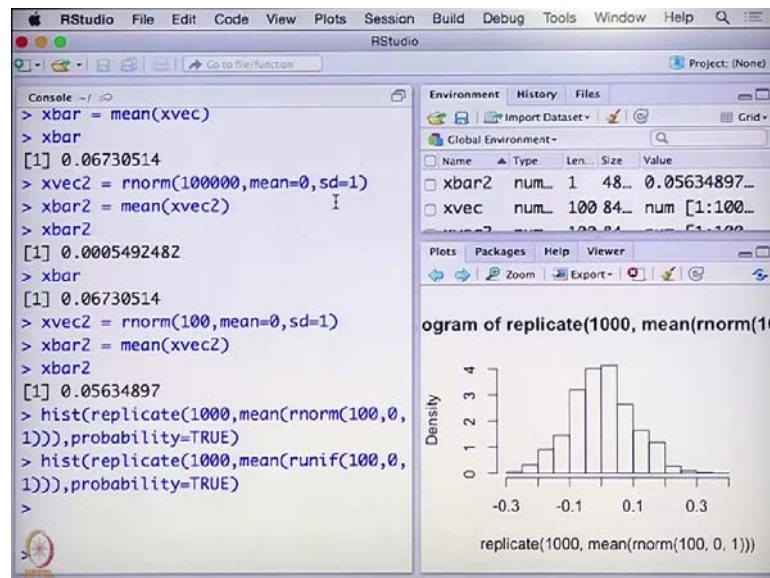 RStudio File Edit Code View Plots Session Build Debug Tools Window Help
RStudio
Go to file/function
Project: (None)
Console ~/
> xbar = mean(xvec)
> xbar
[1] 0.06730514
> xvec2 = rnorm(100000,mean=0,sd=1)
> xbar2 = mean(xvec2)
> xbar2
[1] 0.0005492482
> xbar
[1] 0.06730514
> xvec2 = rnorm(100,mean=0,sd=1)
> xbar2 = mean(xvec2)
> xbar2
[1] 0.05634897
> hist(replicate(1000,mean(rnorm(100,0,
1))),probability=TRUE)
> hist(replicate(1000,mean(runif(100,0,
1))),probability=TRUE)
>
>
Environment History Files
Import Dataset Grid
Global Environment
Name Type Len... Size Value
xbar2 num... 1 48... 0.05634897...
xvec num... 100 84... num [1:100...
Plots Packages Help Viewer
Zoom Export
ogram of replicate(1000, mean(rnorm(1
Density
0 1 2 3 4
-0.3 -0.1 0.1 0.3
replicate(1000, mean(rnorm(100, 0, 1)))